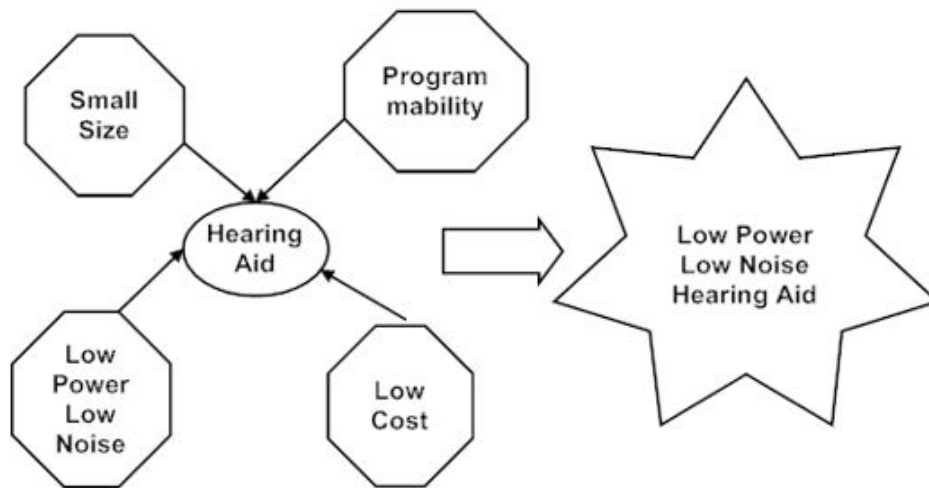 Small
Size
Program
mability
Hearing
Aid
Low
Power
Low
Noise
Low
Cost
Low Power
Low Noise
Hearing Aid